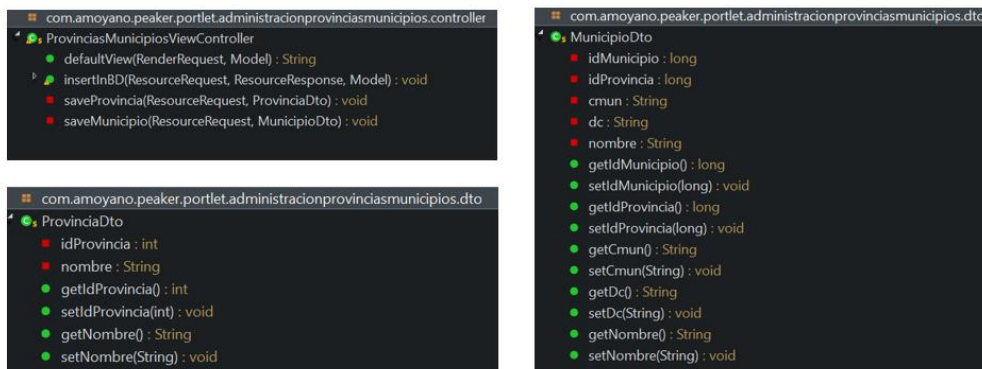 com.amoyano.peaker.portlet.administracionprovinciasmunicipios.controller
ProvinciasMunicipiosViewController
defaultView(RenderRequest, Model) : String
insertInBD(ResourceRequest, ResourceResponse, Model) : void
saveProvincia(ResourceRequest, ProvinciaDto) : void
saveMunicipio(ResourceRequest, MunicipioDto) : void
com.amoyano.peaker.portlet.administracionprovinciasmunicipios.dto
ProvinciaDto
idProvincia : int
nombre : String
getIdProvincia() : int
setIdProvincia(int) : void
getNombre() : String
setNombre(String) : void
com.amoyano.peaker.portlet.administracionprovinciasmunicipios.dto
MunicipioDto
idMunicipio : long
idProvincia : long
cmun : String
dc : String
nombre : String
getIdMunicipio() : long
setIdMunicipio(long) : void
getIdProvincia() : long
setIdProvincia(long) : void
getCmun() : String
setCmun(String) : void
getDc() : String
setDc(String) : void
getNombre() : String
setNombre(String) : void